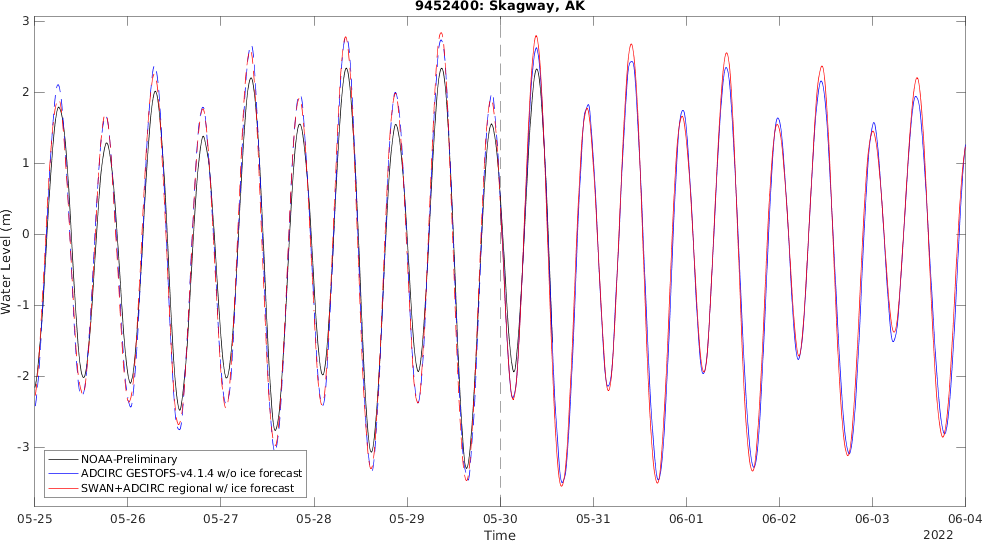 9452400: Skagway, AK
3
2
1
0
-1
-2
-3
Water Level (m)
NOAA-Preliminary
ADCIRC GESTOFS-v4.1.4 w/o ice forecast
SWAN+ADCIRC regional w/ ice forecast
05-25 05-26 05-27 05-28 05-29 05-30 05-31 06-01 06-02 06-03 06-04
Time
2022